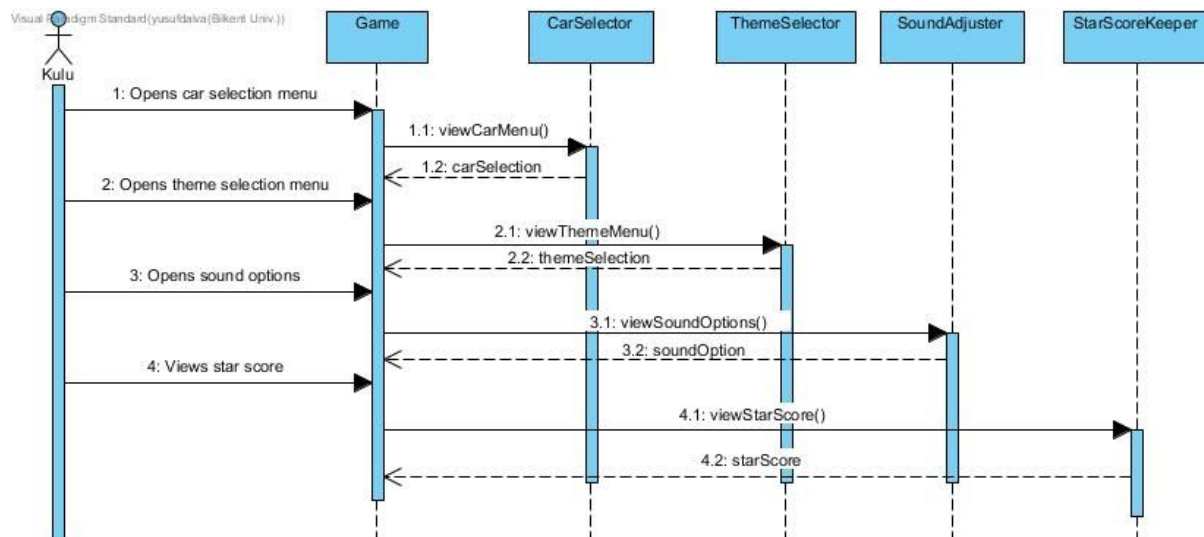 Visual Paradigm Standard(yusufdalva(Bilkent Univ.))
Kulu
Game
CarSelector
ThemeSelector
SoundAdjuster
StarScoreKeeper
1: Opens car selection menu
1.1: viewCarMenu()
1.2: carSelection
2: Opens theme selection menu
2.1: viewThemeMenu()
2.2: themeSelection
3: Opens sound options
3.1: viewSoundOptions()
3.2: soundOption
4: Views star score
4.1: viewStarScore()
4.2: starScore